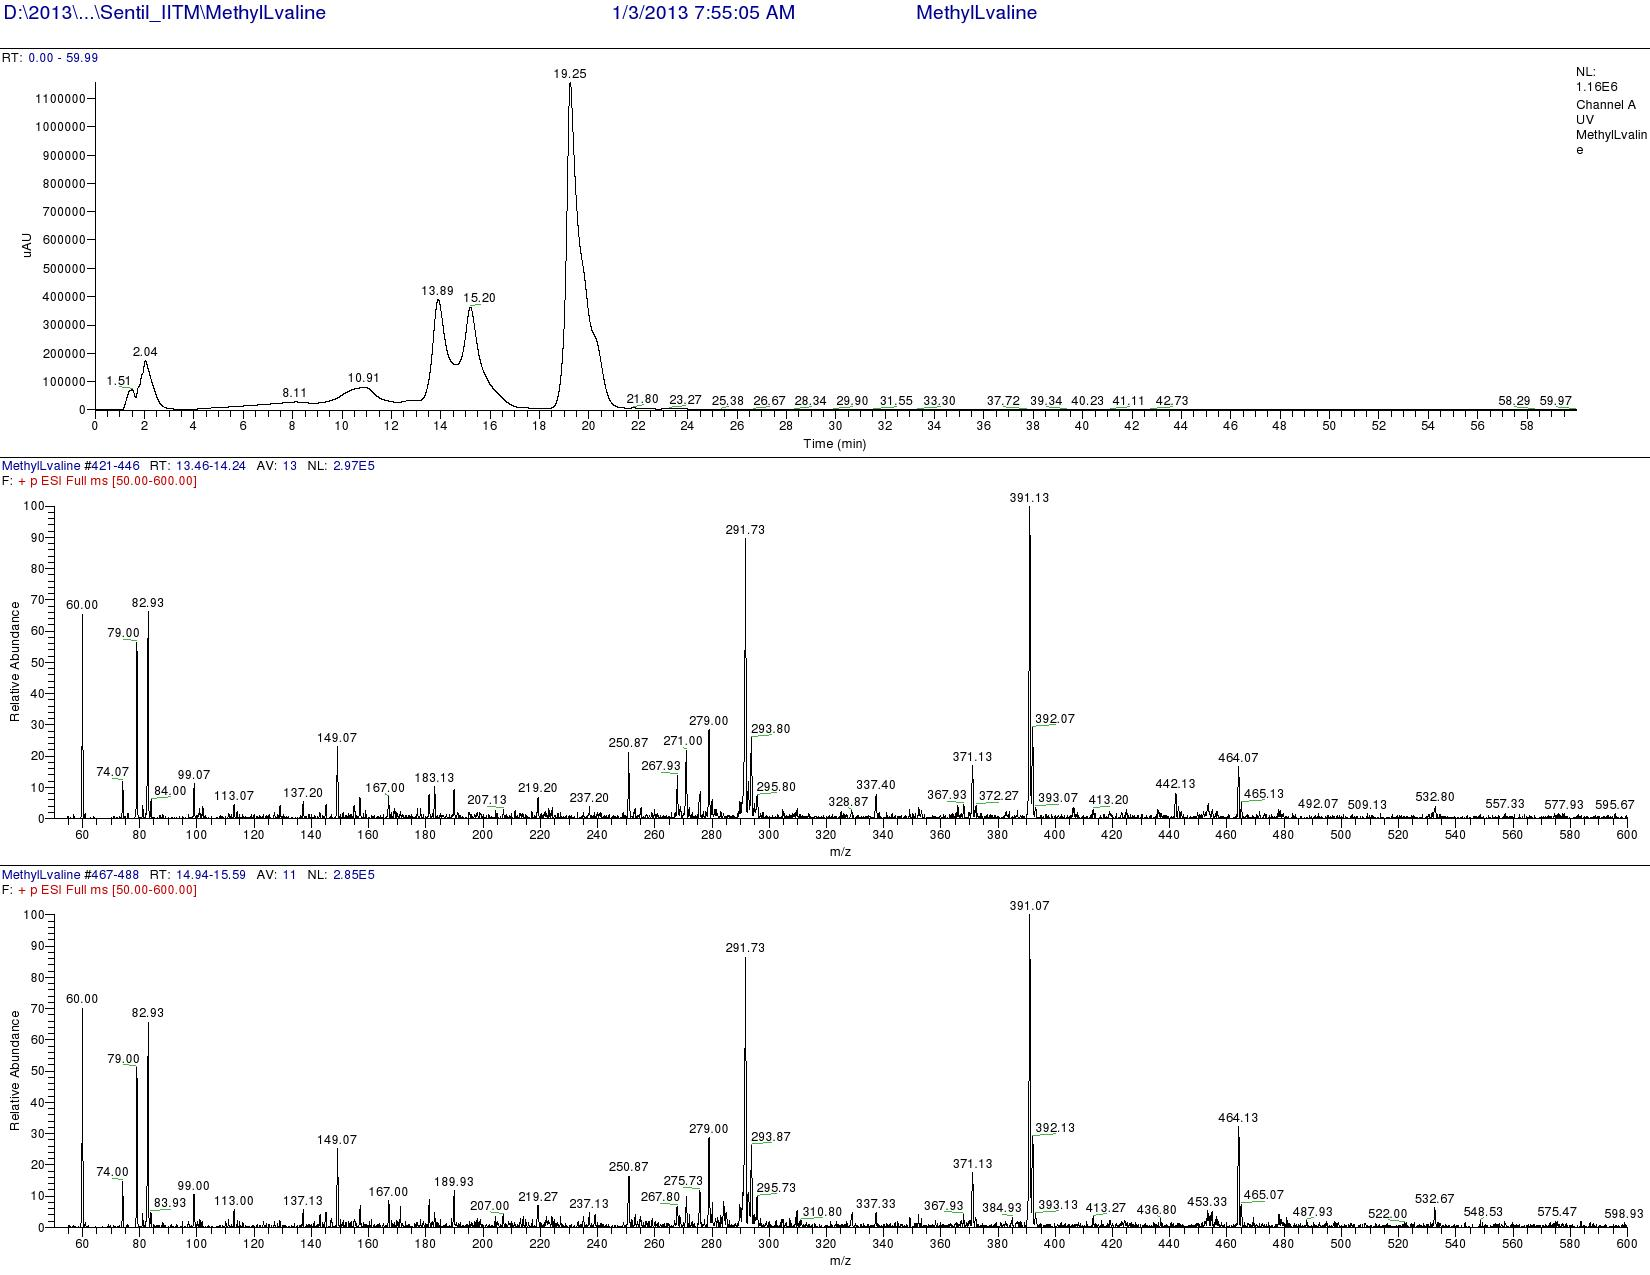 D:\2013\...\Sentil_IITM\MethylLvaline 1/3/2013 7:55:05 AM MethylLvaline
RT: 0.00 - 59.99
NL:
1.16E6
Channel A
UV
MethylLvalin
e
19.25
13.89 15.20
2.04
1.51 8.11 10.91
21.80 23.27 25.38 26.67 28.34 29.90 31.55 33.30 37.72 39.34 40.23 41.11 42.73 58.29 59.97
1100000
1000000
900000
800000
700000
600000
500000
400000
300000
200000
100000
0
uAU
0 2 4 6 8 10 12 14 16 18 20 22 24 26 28 30 32 34 36 38 40 42 44 46 48 50 52 54 56 58
Time (min)
MethylLvaline #421-446 RT: 13.46-14.24 AV: 13 NL: 2.97E5
F: + p ESI Full ms [50.00-600.00]
100
90
80
70
60
50
40
30
20
10
0
Relative Abundance
391.13
291.73
60.00 82.93
79.00
392.07
279.00 293.80
149.07 250.87 271.00
74.07 99.07 84.00 113.07 137.20 167.00 183.13 207.13 219.20 237.20 267.93 295.80 328.87 337.40 367.93 371.13 372.27 393.07 413.20 442.13 464.07 465.13 492.07 509.13 532.80 557.33 577.93 595.67
60 80 100 120 140 160 180 200 220 240 260 280 300 320 340 360 380 400 420 440 460 480 500 520 540 560 580 600
m/z
MethylLvaline #467-488 RT: 14.94-15.59 AV: 11 NL: 2.85E5
F: + p ESI Full ms [50.00-600.00]
100
90
80
70
60
50
40
30
20
10
0
Relative Abundance
391.07
291.73
60.00 82.93
79.00
392.13
464.13
279.00 293.87
149.07 250.87
74.00 83.93 99.00 113.00 137.13 167.00 189.93 207.00 219.27 237.13 267.80 275.73 295.73 310.80 337.33 367.93 371.13 384.93 393.13 413.27 436.80 453.33 465.07 487.93 522.00 532.67 548.53 575.47 598.93
60 80 100 120 140 160 180 200 220 240 260 280 300 320 340 360 380 400 420 440 460 480 500 520 540 560 580 600
m/z